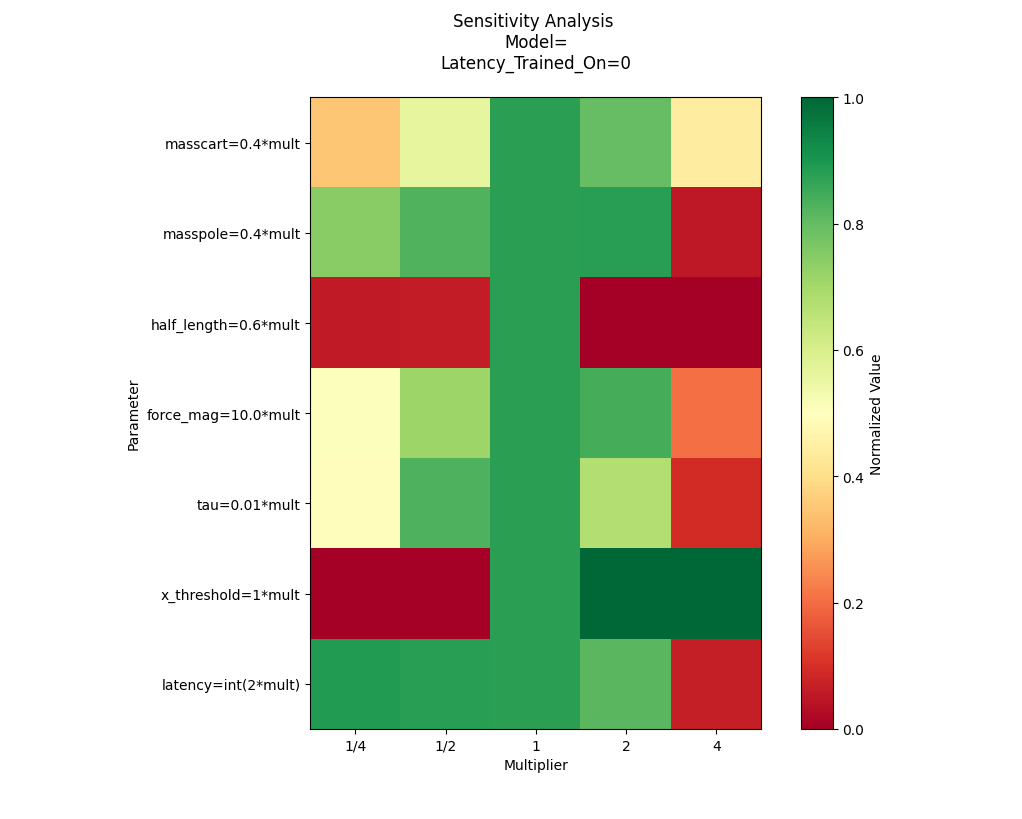 Sensitivity Analysis
Model=
Latency_Trained_On=0
masscart=0.4*mult
masspole=0.4*mult
half_length=0.6*mult
force_mag=10.0*mult
tau=0.01*mult
x_threshold=1*mult
latency=int(2*mult)
Parameter
1/4 1/2 1 2 4
Multiplier
1.0
0.8
0.6
0.4
0.2
0.0
Normalized Value